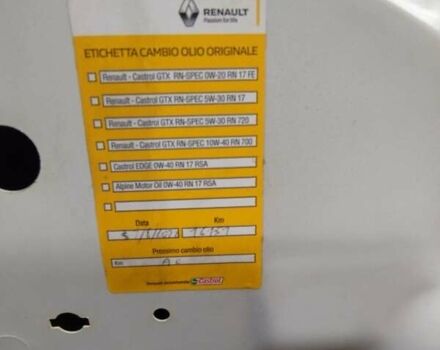 RENAULT
Passion for life
ETICHETTA CAMBIO OLIO ORIGINALE
Renault - Castrol GTX RN-SPEC 0W-20 RN 17 FE
Renault - Castrol GTX RN-SPEC 5W-30 RN 17
Renault - Castrol GTX RN-SPEC 5W-30 RN 720
Renault - Castrol GTX RN-SPEC 10W-40 RN 700
Castrol EDGE 0W-40 RN 17 RSA
Alpine Motor Oil 0W-40 RN 17 RSA
Data Km
Prossimo cambio olio
Km
Castrol